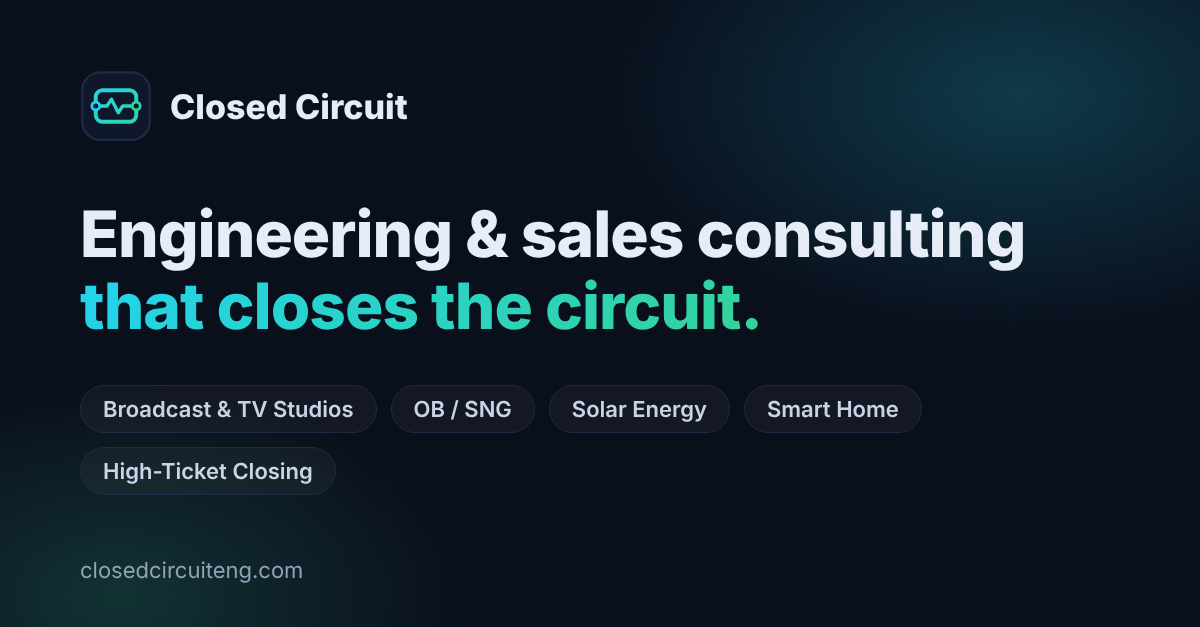 Closed Circuit
Engineering & sales consulting
that closes the circuit.
Broadcast & TV Studios
OB / SNG
Solar Energy
Smart Home
High-Ticket Closing
closedcircuiteng.com